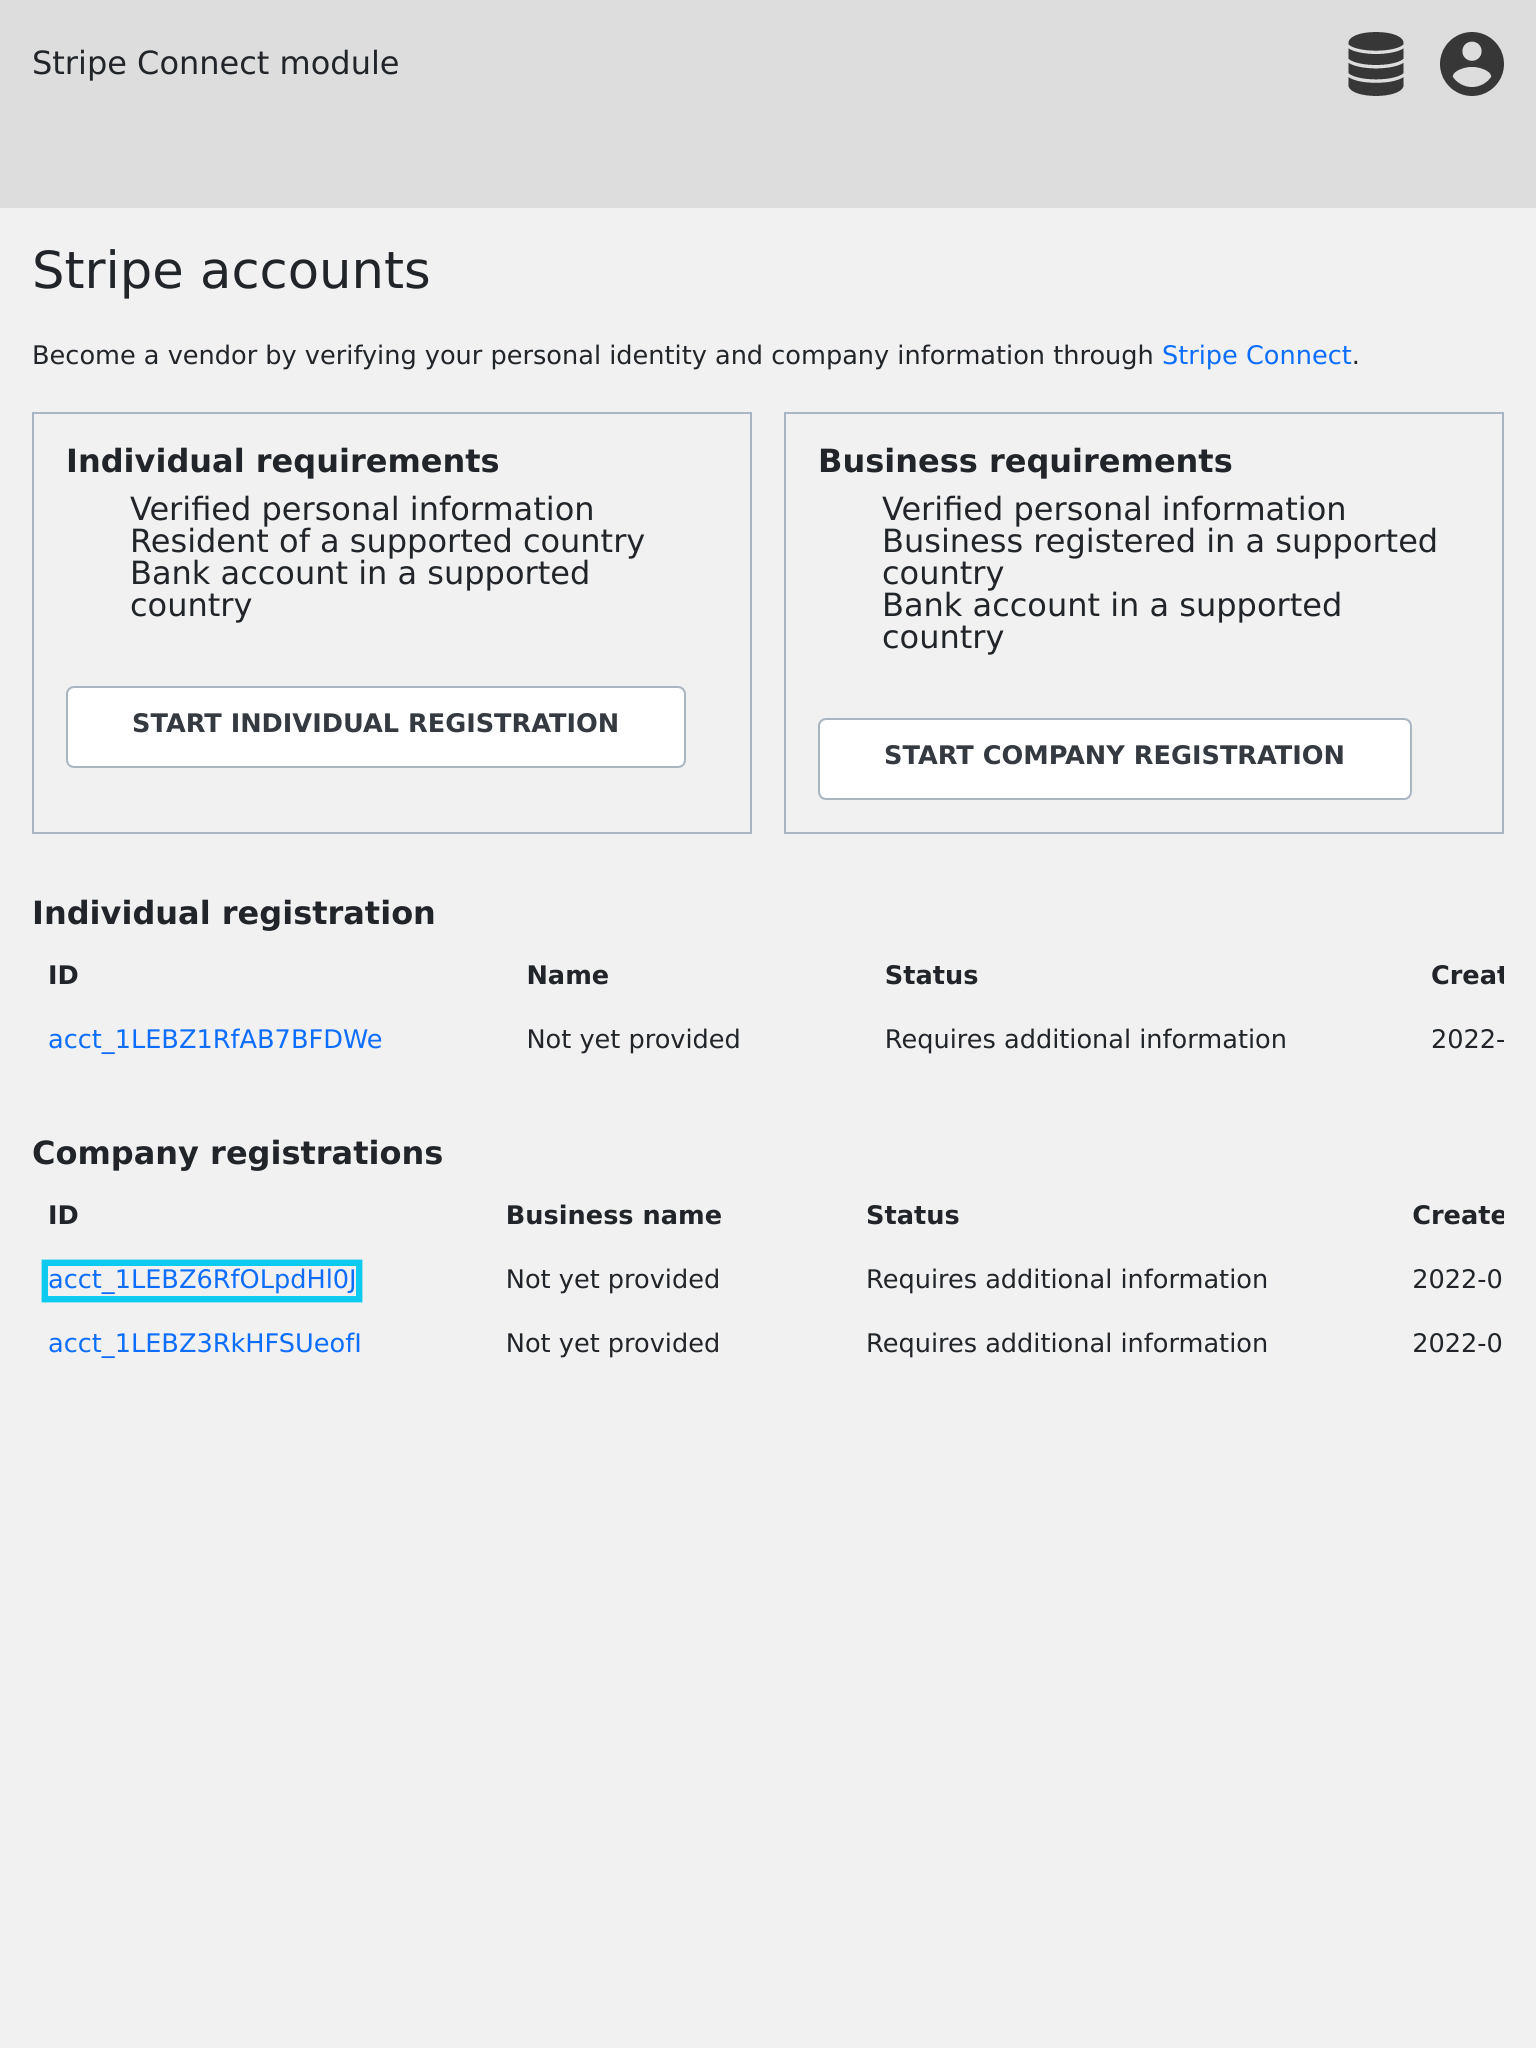 Stripe Connect module
Stripe accounts
Become a vendor by verifying your personal identity and company information through Stripe Connect.
Individual requirements
Verified personal information
Resident of a supported country
Bank account in a supported
country
START INDIVIDUAL REGISTRATION
Business requirements
Verified personal information
Business registered in a supported
country
Bank account in a supported
country
START COMPANY REGISTRATION
Individual registration
ID Name Status Creat
acct_1LEBZ1RfAB7BFDWe Not yet provided Requires additional information 2022-
Company registrations
ID Business name Status Create
acct_1LEBZ6RfOLpdHl0J Not yet provided Requires additional information 2022-0
acct_1LEBZ3RkHFSUeofI Not yet provided Requires additional information 2022-0